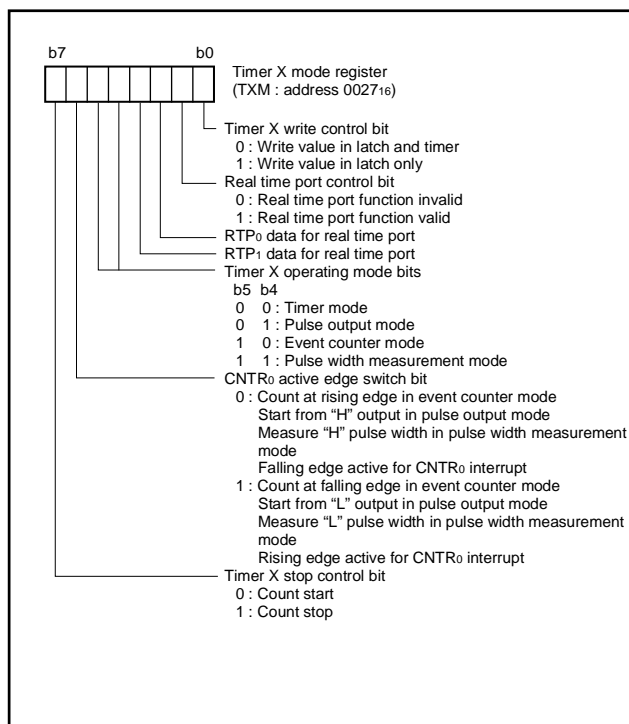 b7 b0
Timer X mode register
(TXM : address 002716)
Timer X write control bit
0 : Write value in latch and timer
1 : Write value in latch only
Real time port control bit
0 : Real time port function invalid
1 : Real time port function valid
RTP0 data for real time port
RTP1 data for real time port
Timer X operating mode bits
b5 b4
0 0 : Timer mode
0 1 : Pulse output mode
1 0 : Event counter mode
1 1 : Pulse width measurement mode
CNTR0 active edge switch bit
0 : Count at rising edge in event counter mode
Start from “H” output in pulse output mode
Measure “H” pulse width in pulse width measurement
mode
Falling edge active for CNTR0 interrupt
1 : Count at falling edge in event counter mode
Start from “L” output in pulse output mode
Measure “L” pulse width in pulse width measurement
mode
Rising edge active for CNTR0 interrupt
Timer X stop control bit
0 : Count start
1 : Count stop